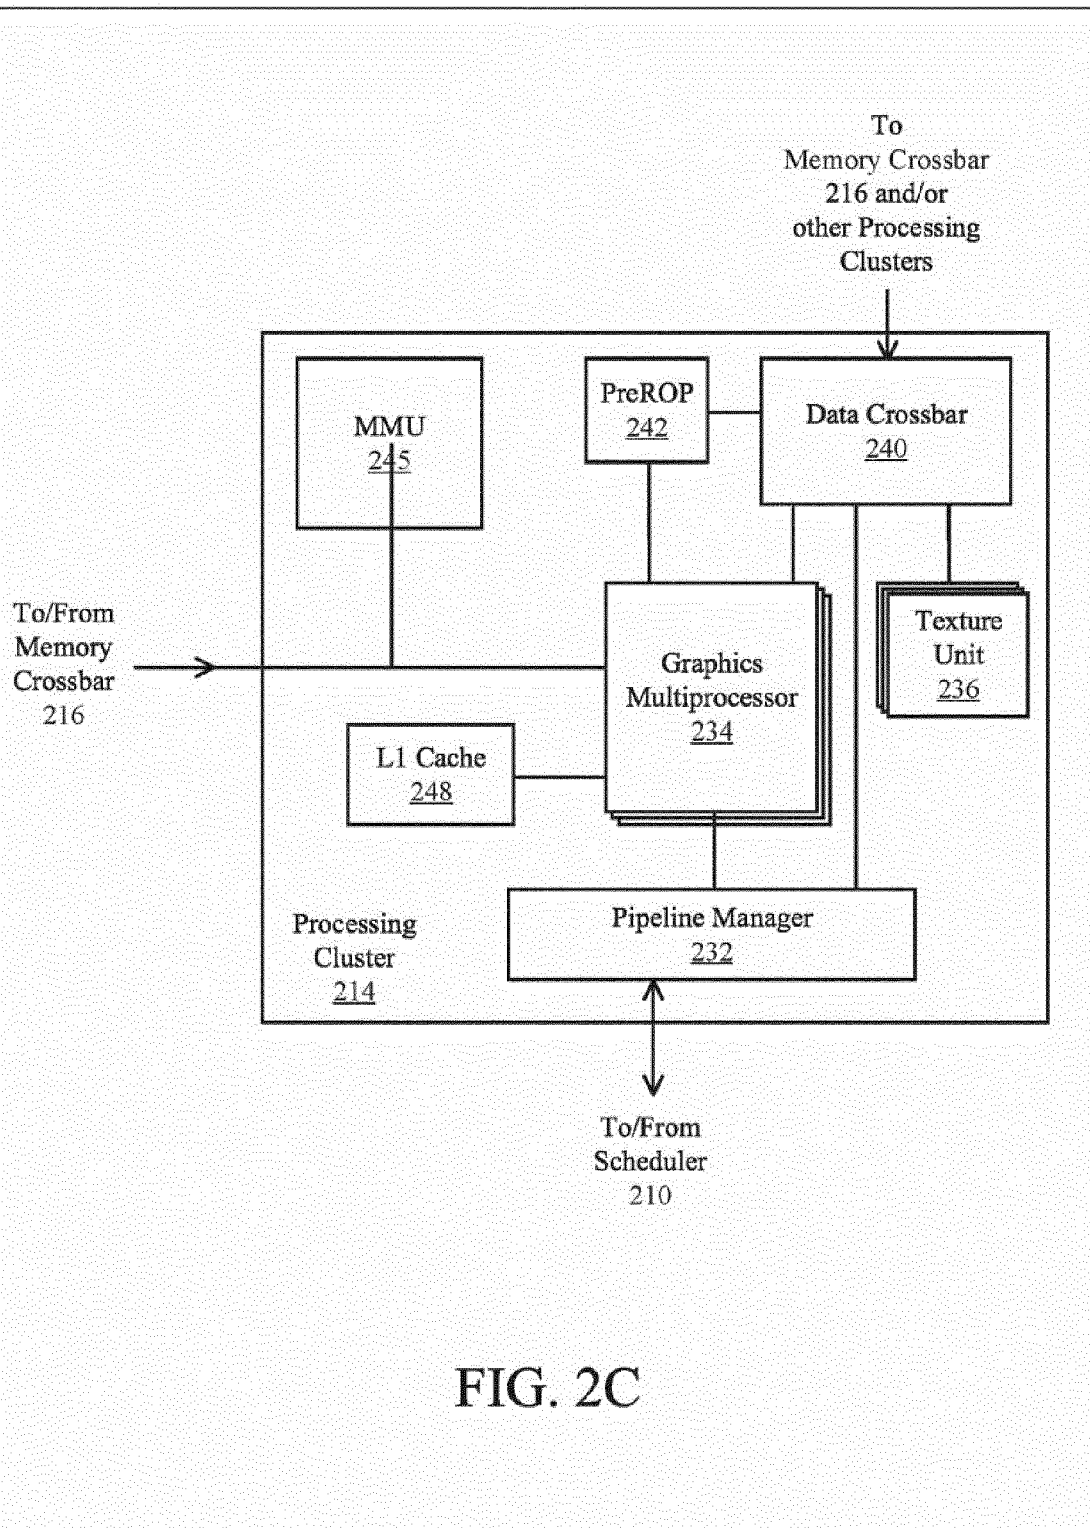 To
Memory Crossbar
216 and/or
other Processing
Clusters
MMU
245
PreROP
242
Data Crossbar
240
To/From
Memory
Crossbar
216
Graphics
Multiprocessor
234
Texture
Unit
236
L1 Cache
248
Processing
Cluster
214
Pipeline Manager
232
To/From
Scheduler
210
FIG. 2C